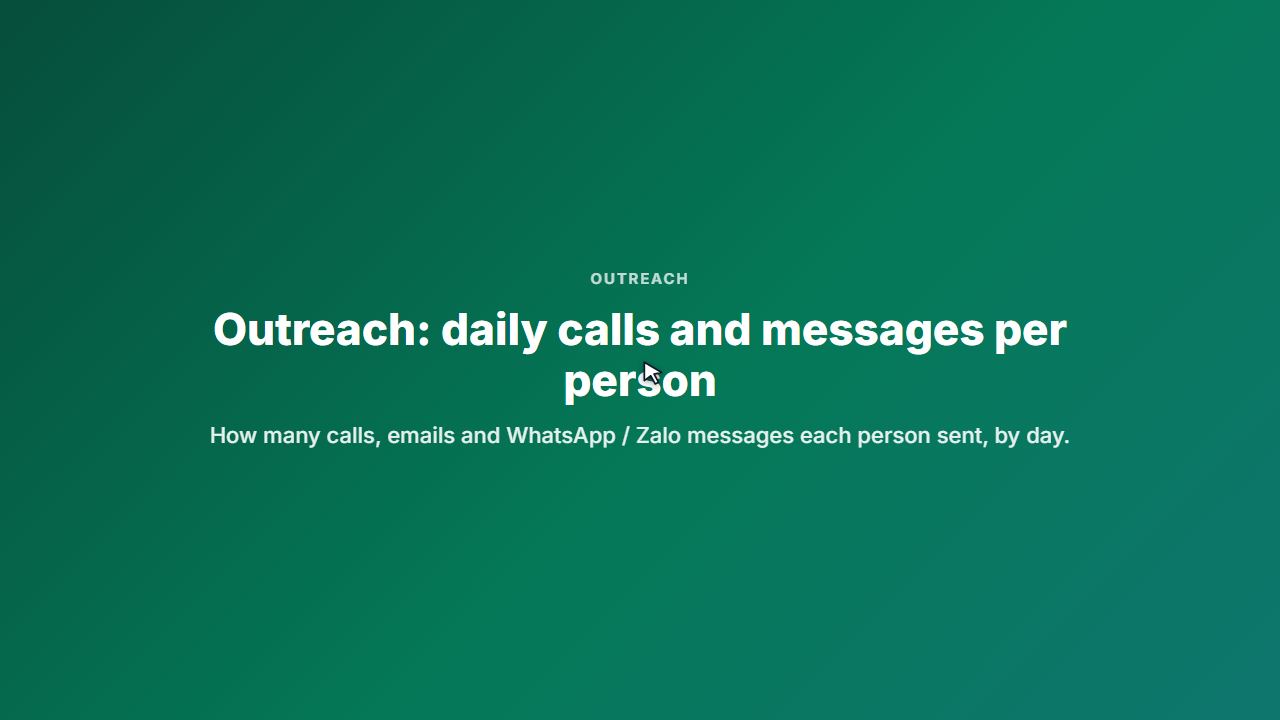 OUTREACH
Outreach: daily calls and messages per
person
How many calls, emails and WhatsApp / Zalo messages each person sent, by day.